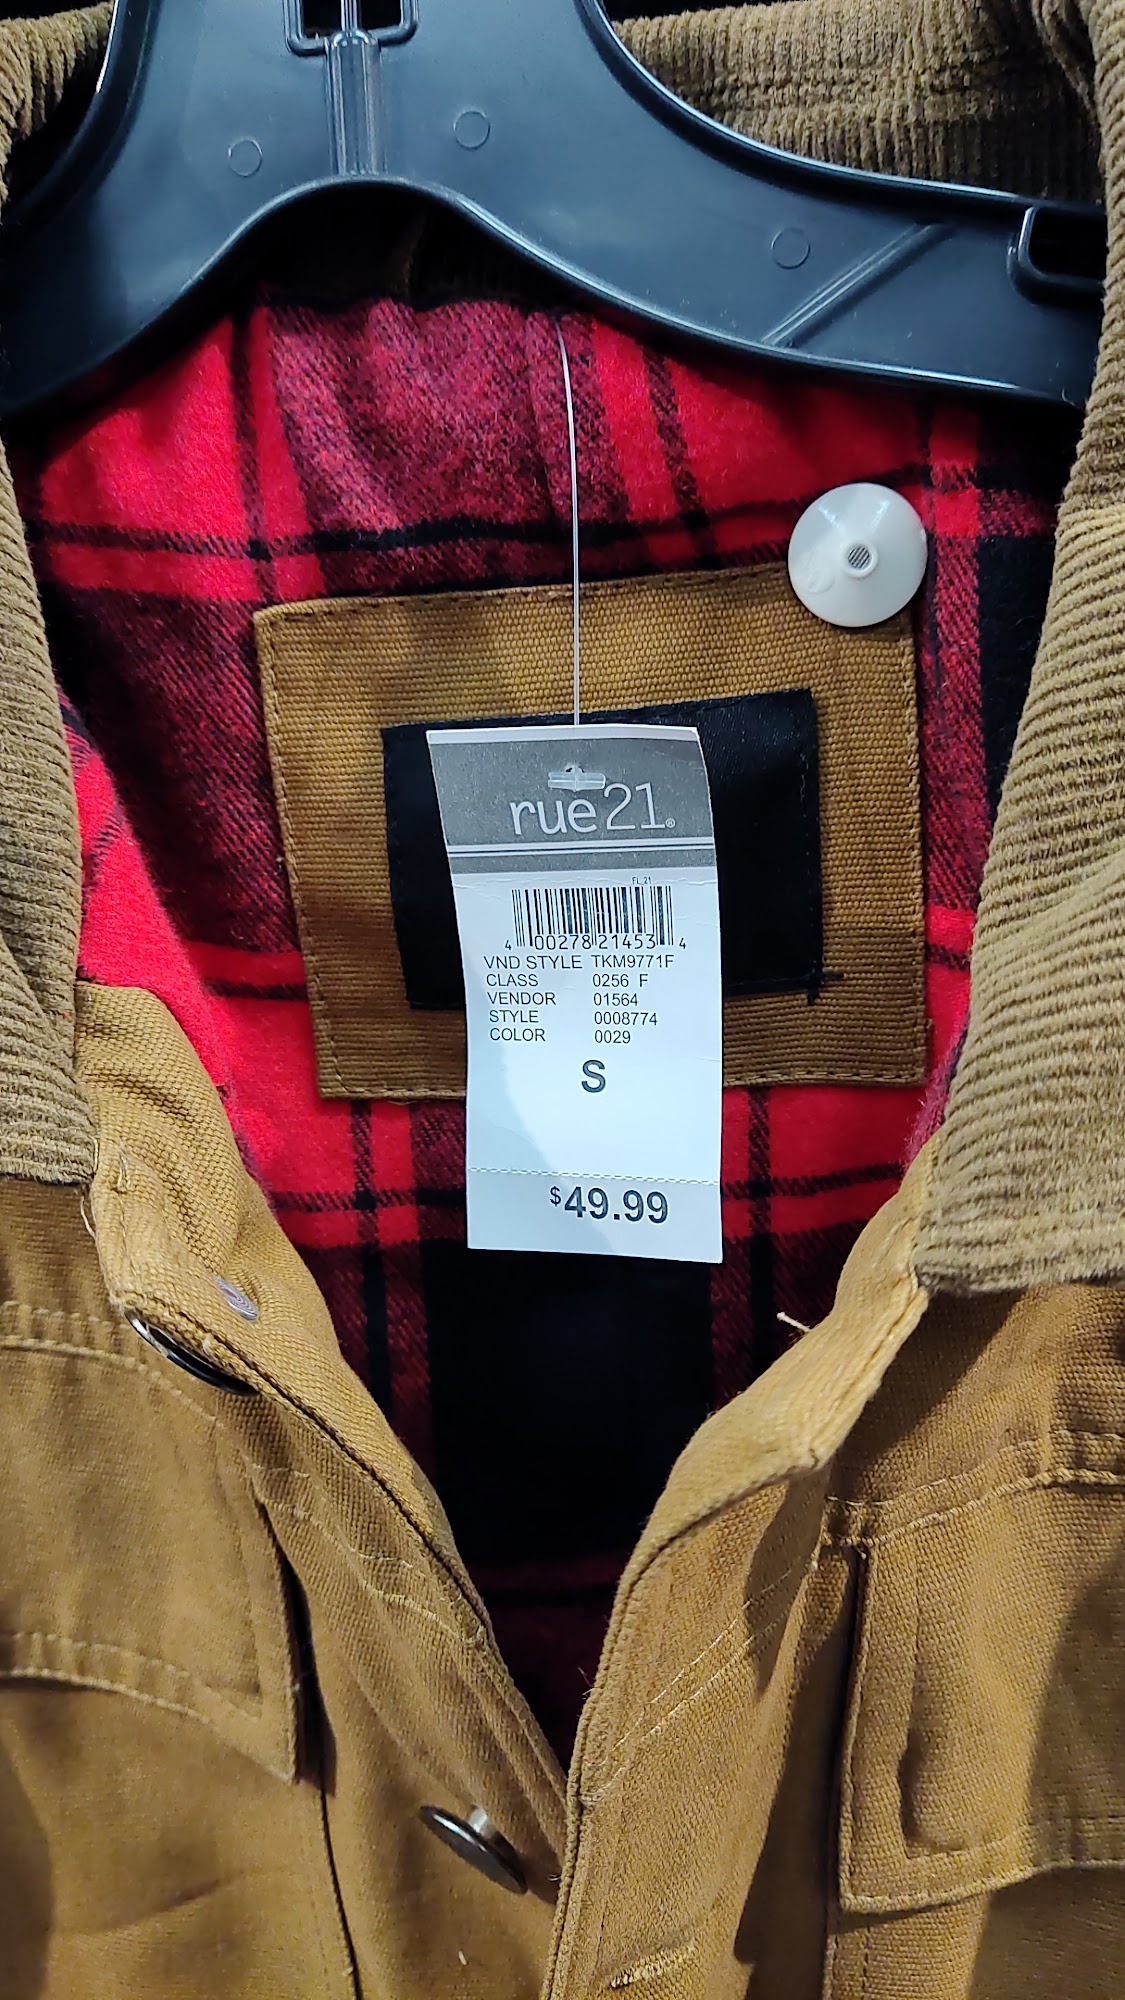 rue21®
FL 21
4 00278 21453 4
VND STYLE TKM9771F
CLASS 0256 F
VENDOR 01564
STYLE 0008774
COLOR 0029
S
$49.99